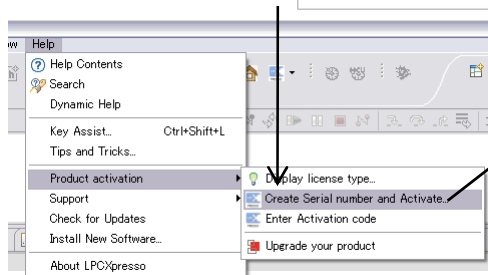 Help
Help Contents
Search
Dynamic Help
Key Assist... Ctrl+Shift+L
Tips and Tricks...
Product activation
Support
Check for Updates
Install New Software...
About LPCXpresso
Display license type...
Create Serial number and Activate...
Enter Activation code
Upgrade your product